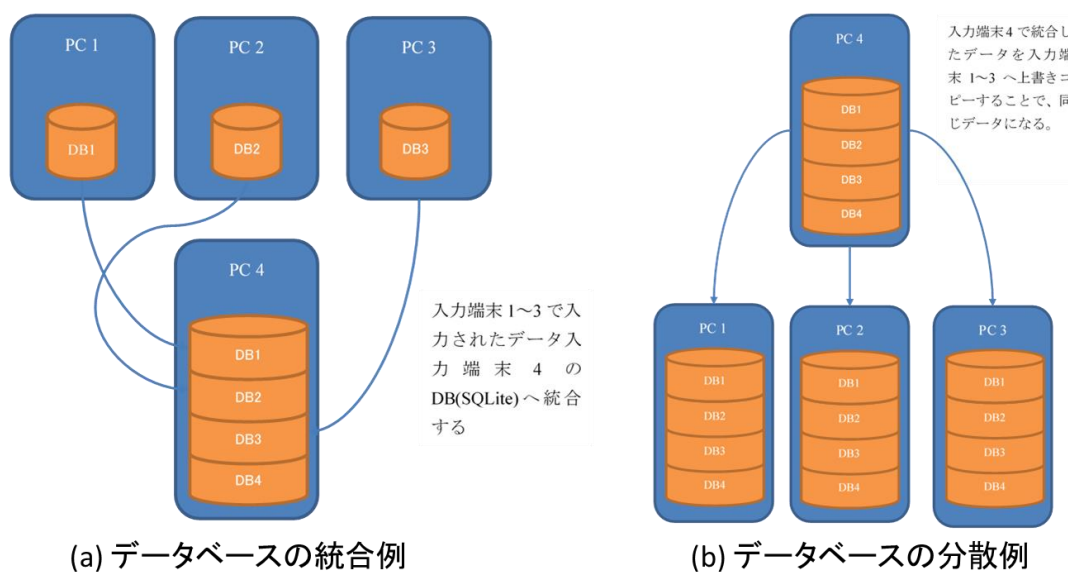 PC 1
PC 2
PC 3
DB1
DB2
DB3
PC 4
DB1
DB2
DB3
DB4
入力端末 1～3 で入
力されたデータ入
力端末 4 の
DB(SQLite)へ統合
する
(a) データベースの統合例
PC 4
DB1
DB2
DB3
DB4
入力端末 4 で統合し
たデータを入力端
末 1～3 へ上書きコ
ピーすることで、同
じデータになる。
PC 1
PC 2
PC 3
DB1
DB2
DB3
DB4
DB1
DB2
DB3
DB4
DB1
DB2
DB3
DB4
(b) データベースの分散例